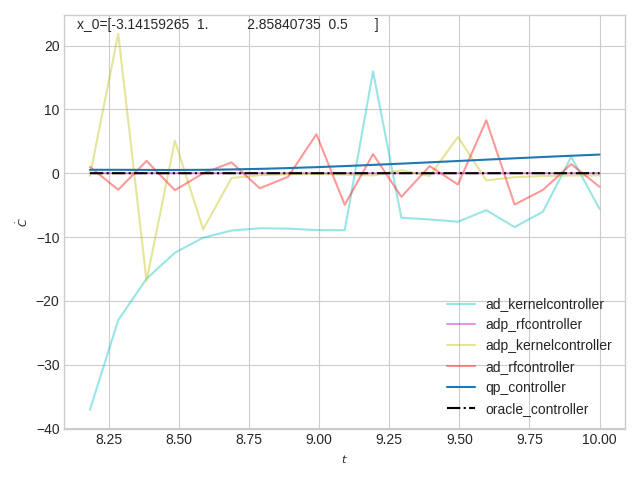 x_0=[-3.14159265 1. 2.85840735 0.5 ]
20
10
0
−10
−20
−30
−40
Ċ
8.25 8.50 8.75 9.00 9.25 9.50 9.75 10.00
t
ad_kernelcontroller
adp_rfcontroller
adp_kernelcontroller
ad_rfcontroller
qp_controller
oracle_controller